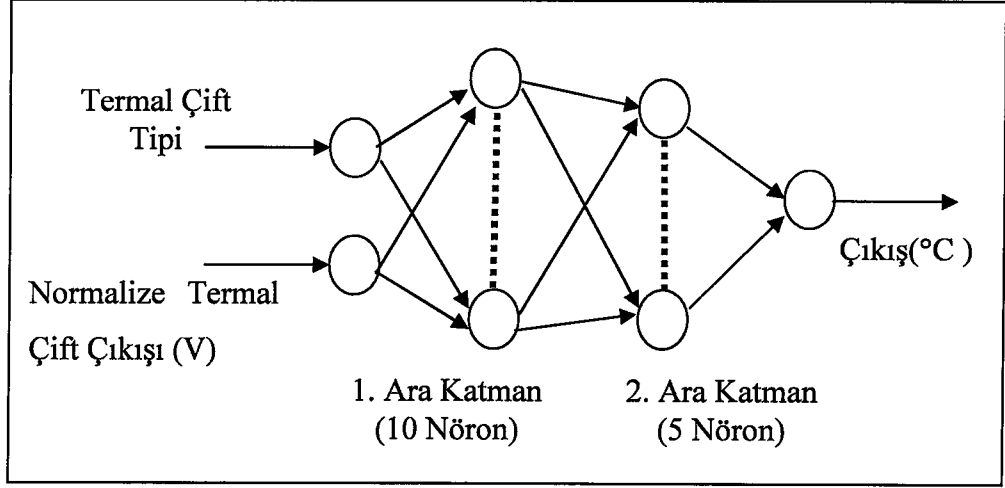 Termal Çift
Tipi
Normalize Termal
Çift Çıkışı (V)
Çıkış(°C )
1. Ara Katman
(10 Nöron)
2. Ara Katman
(5 Nöron)